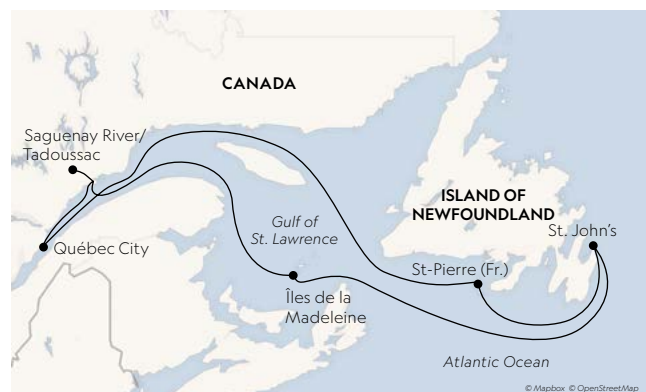 CANADA
Saguenay River/
Tadoussac
ISLAND OF
NEWFOUNDLAND
St. John's
Gulf of
St. Lawrence
Québec City
St-Pierre (Fr.)
Îles de la
Madeleine
Atlantic Ocean
© Mapbox © OpenStreetMap